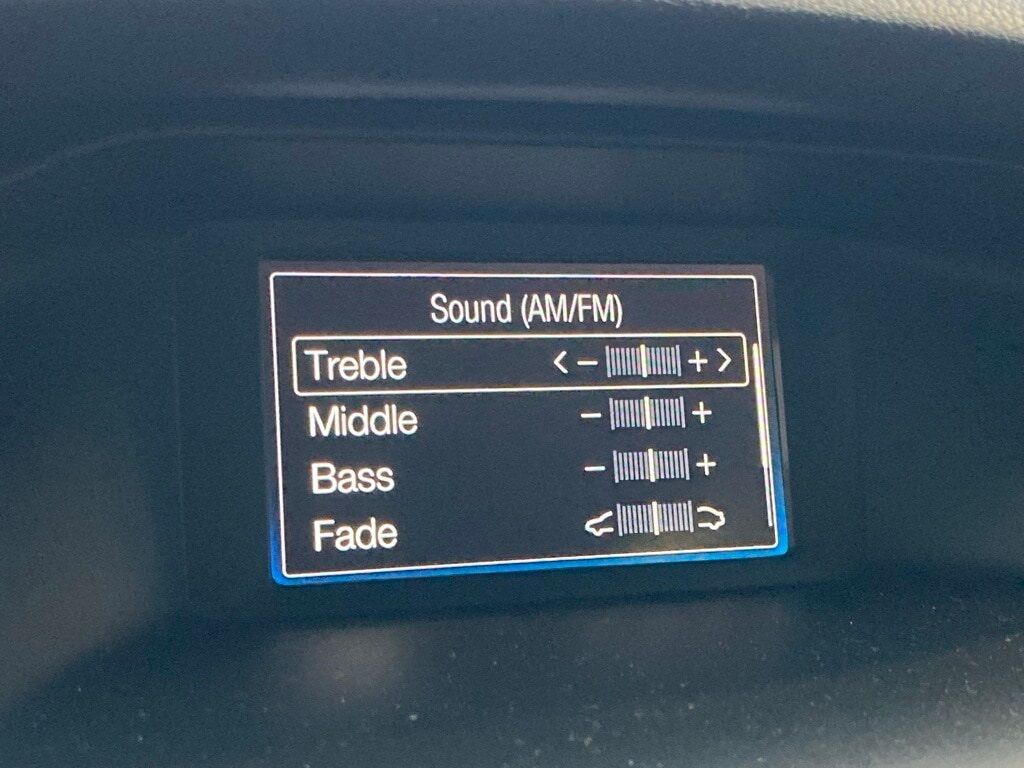 Sound (AM/FM)
Treble < - + >
Middle - +
Bass - +
Fade